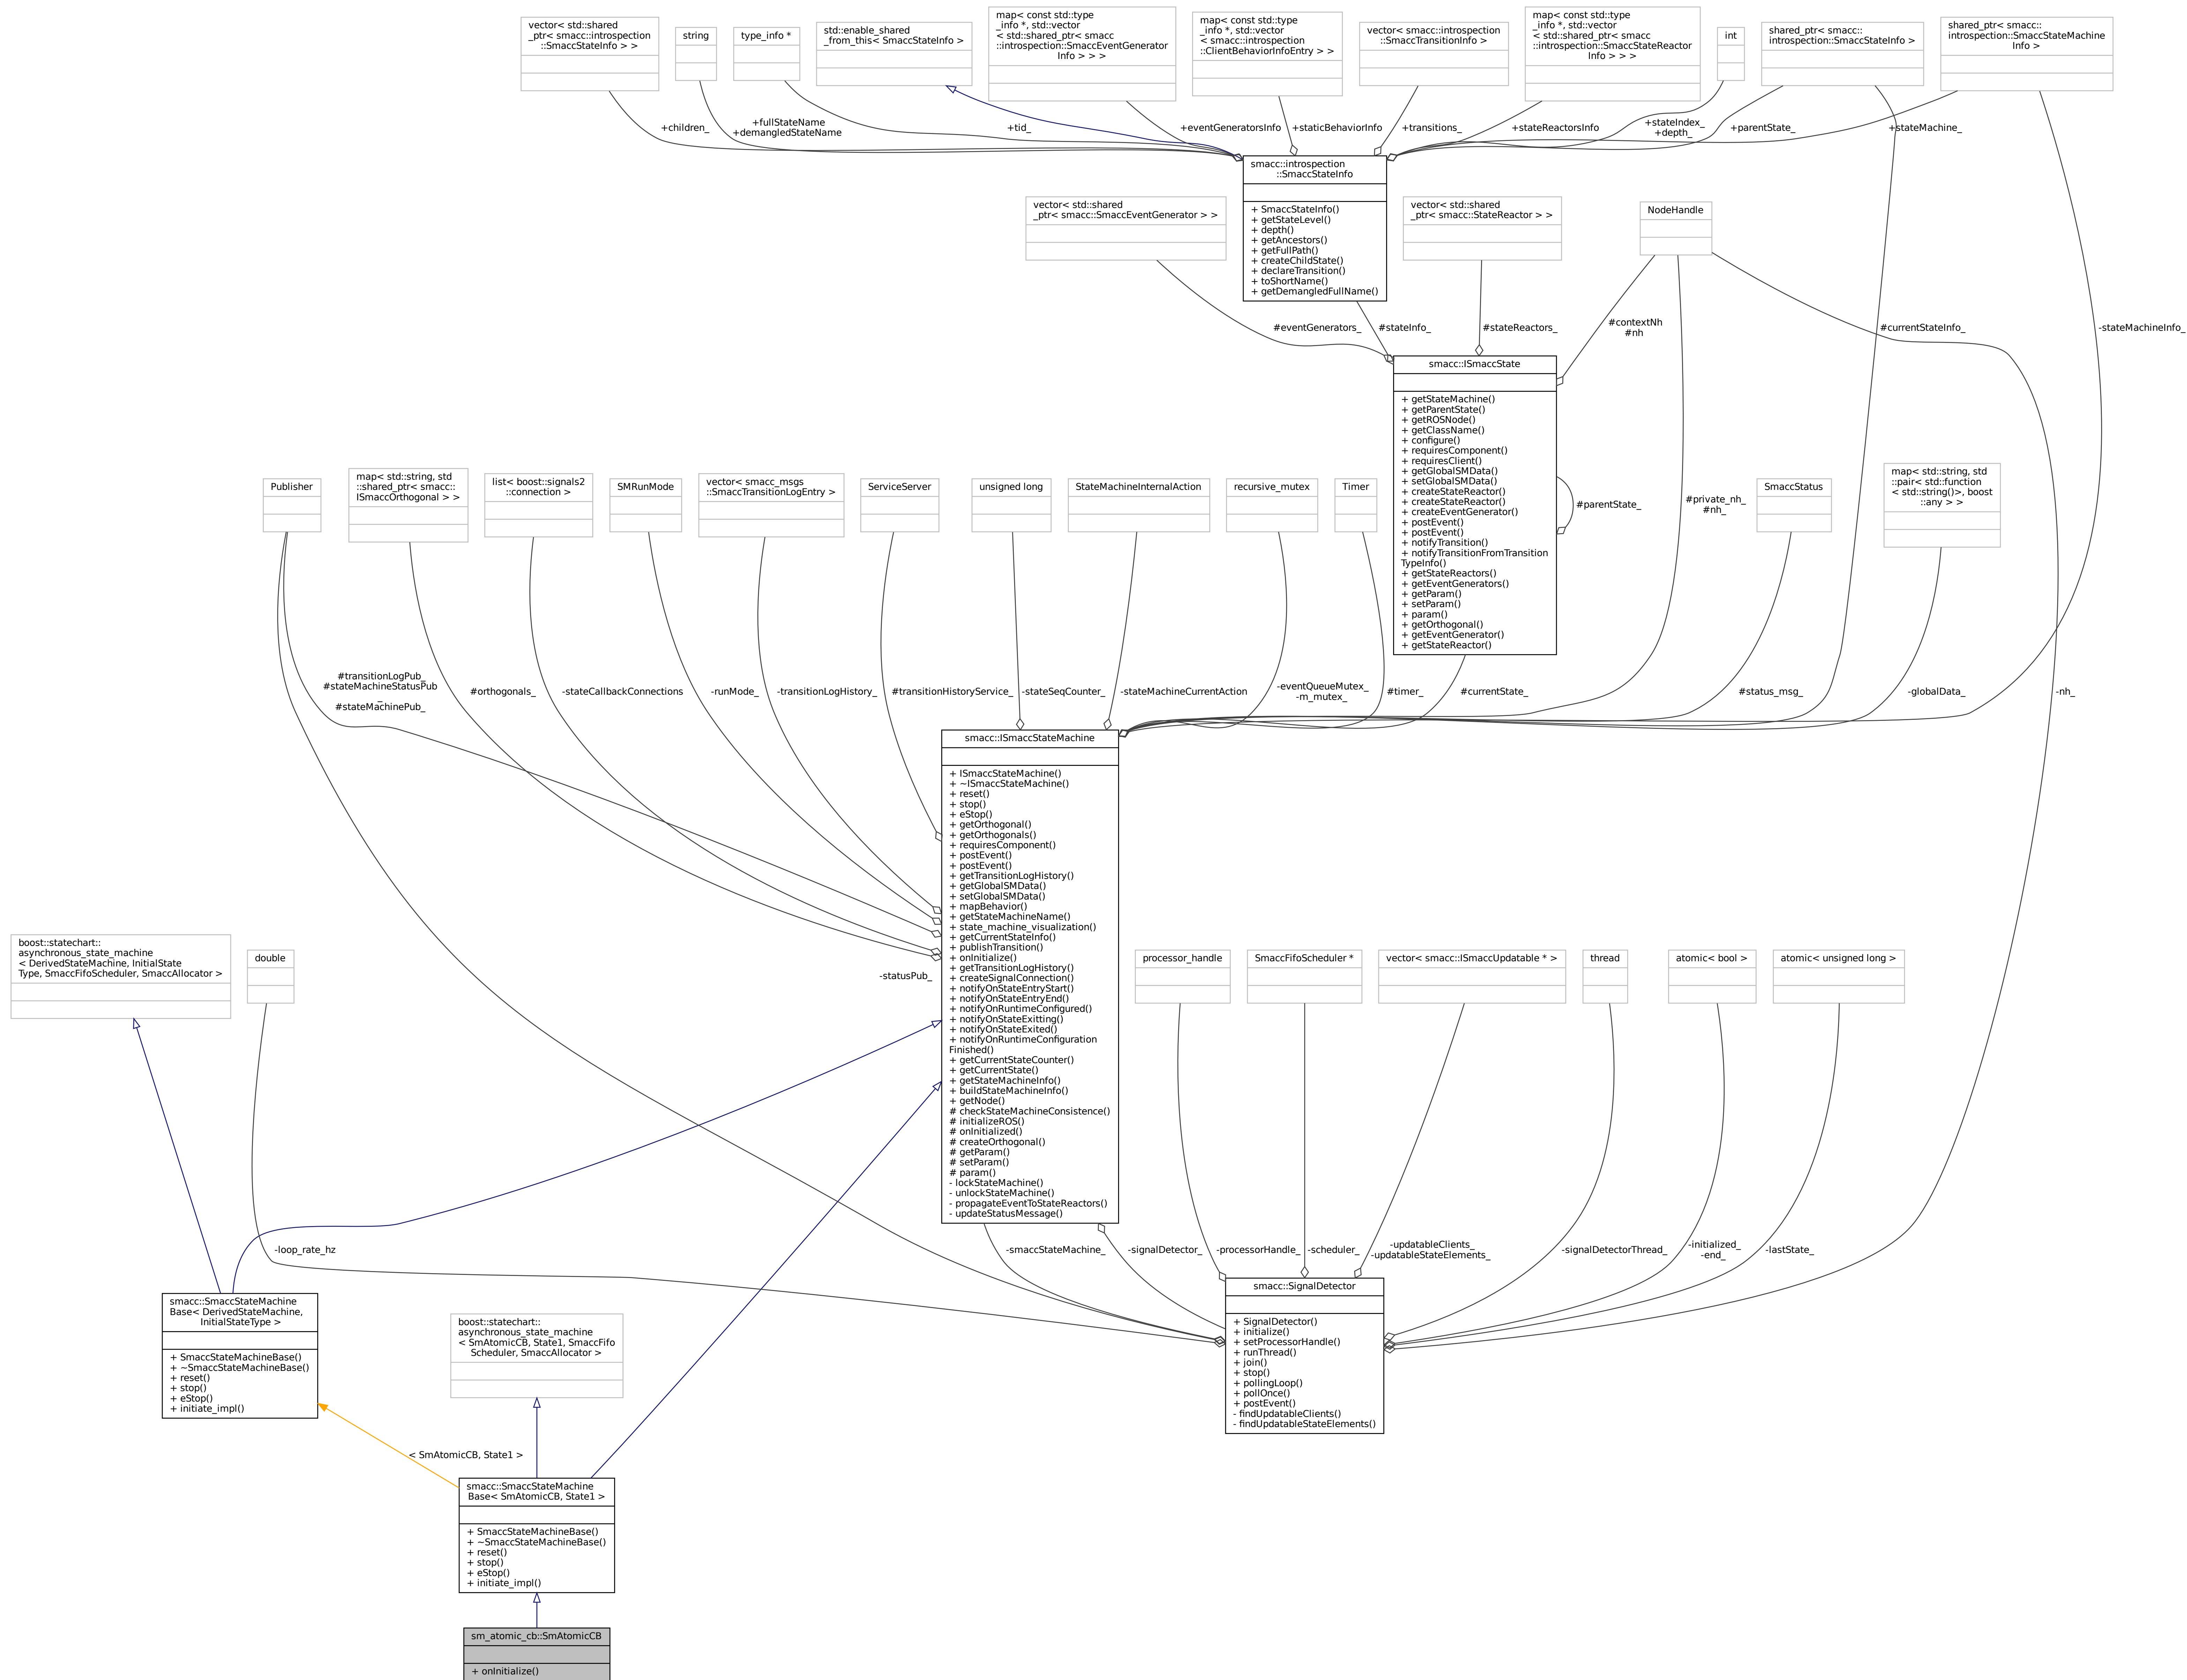 vector< std::shared
_ptr< smacc::introspection
::SmaccStateInfo > >
string
type_info *
std::enable_shared
_from_this< SmaccStateInfo >
map< const std::type
_info *, std::vector
< std::shared_ptr< smacc
::introspection::SmaccEventGenerator
Info > > >
map< const std::type
_info *, std::vector
< smacc::introspection
::ClientBehaviorInfoEntry > >
vector< smacc::introspection
::SmaccTransitionInfo >
map< const std::type
_info *, std::vector
< std::shared_ptr< smacc
::introspection::SmaccStateReactor
Info > > >
int
shared_ptr< smacc::
introspection::SmaccStateInfo >
shared_ptr< smacc::
introspection::SmaccStateMachine
Info >
+children_
+fullStateName
+demangledStateName
+tid_
+eventGeneratorsInfo
+staticBehaviorInfo
+transitions_
+stateReactorsInfo
+stateIndex_
+depth_
+parentState_
+stateMachine_
smacc::introspection
::SmaccStateInfo
+ SmaccStateInfo()
+ getStateLevel()
+ depth()
+ getAncestors()
+ getFullPath()
+ createChildState()
+ declareTransition()
+ toShortName()
+ getDemangledFullName()
vector< std::shared
_ptr< smacc::SmaccEventGenerator > >
vector< std::shared
_ptr< smacc::StateReactor > >
NodeHandle
#eventGenerators_
#stateInfo_
#stateReactors_
#contextNh
#nh
#currentStateInfo_
-stateMachineInfo_
smacc::ISmaccState
+ getStateMachine()
+ getParentState()
+ getROSNode()
+ getClassName()
+ configure()
+ requiresComponent()
+ requiresClient()
+ getGlobalSMData()
+ setGlobalSMData()
+ createStateReactor()
+ createStateReactor()
+ createEventGenerator()
+ postEvent()
+ postEvent()
+ notifyTransition()
+ notifyTransitionFromTransition
TypeInfo()
+ getStateReactors()
+ getEventGenerators()
+ getParam()
+ setParam()
+ param()
+ getOrthogonal()
+ getEventGenerator()
+ getStateReactor()
#parentState_
#private_nh_
#nh_
Publisher
map< std::string, std
::shared_ptr< smacc::
ISmaccOrthogonal > >
list< boost::signals2
::connection >
SMRunMode
vector< smacc_msgs
::SmaccTransitionLogEntry >
ServiceServer
unsigned long
StateMachineInternalAction
recursive_mutex
Timer
SmaccStatus
map< std::string, std
::pair< std::function
< std::string()>, boost
::any > >
#transitionLogPub_
#stateMachineStatusPub
_
#stateMachinePub_
#orthogonals_
-stateCallbackConnections
-runMode_
-transitionLogHistory_
#transitionHistoryService_
-stateSeqCounter_
-stateMachineCurrentAction
-eventQueueMutex_
-m_mutex_
#timer_
#currentState_
#status_msg_
-globalData_
-nh_
smacc::ISmaccStateMachine
+ ISmaccStateMachine()
+ ~ISmaccStateMachine()
+ reset()
+ stop()
+ eStop()
+ getOrthogonal()
+ getOrthogonals()
+ requiresComponent()
+ postEvent()
+ postEvent()
+ getTransitionLogHistory()
+ getGlobalSMData()
+ setGlobalSMData()
+ mapBehavior()
+ getStateMachineName()
+ state_machine_visualization()
+ getCurrentStateInfo()
+ publishTransition()
+ onInitialize()
+ getTransitionLogHistory()
+ createSignalConnection()
+ notifyOnStateEntryStart()
+ notifyOnStateEntryEnd()
+ notifyOnRuntimeConfigured()
+ notifyOnStateExitting()
+ notifyOnStateExited()
+ notifyOnRuntimeConfiguration
Finished()
+ getCurrentStateCounter()
+ getCurrentState()
+ getStateMachineInfo()
+ buildStateMachineInfo()
+ getNode()
# checkStateMachineConsistence()
# initializeROS()
# onInitialized()
# createOrthogonal()
# getParam()
# setParam()
# param()
- lockStateMachine()
- unlockStateMachine()
- propagateEventToStateReactors()
- updateStatusMessage()
boost::statechart::
asynchronous_state_machine
< DerivedStateMachine, InitialState
Type, SmaccFifoScheduler, SmaccAllocator >
double
-statusPub_
processor_handle
SmaccFifoScheduler *
vector< smacc::ISmaccUpdatable * >
thread
atomic< bool >
atomic< unsigned long >
-loop_rate_hz
-smaccStateMachine_
-signalDetector_
-processorHandle_
-scheduler_
-updatableClients_
-updatableStateElements_
-signalDetectorThread_
-initialized_
-end_
-lastState_
smacc::SignalDetector
+ SignalDetector()
+ initialize()
+ setProcessorHandle()
+ runThread()
+ join()
+ stop()
+ pollingLoop()
+ pollOnce()
+ postEvent()
- findUpdatableClients()
- findUpdatableStateElements()
smacc::SmaccStateMachine
Base< DerivedStateMachine,
InitialStateType >
+ SmaccStateMachineBase()
+ ~SmaccStateMachineBase()
+ reset()
+ stop()
+ eStop()
+ initiate_impl()
boost::statechart::
asynchronous_state_machine
< SmAtomicCB, State1, SmaccFifo
Scheduler, SmaccAllocator >
< SmAtomicCB, State1 >
smacc::SmaccStateMachine
Base< SmAtomicCB, State1 >
+ SmaccStateMachineBase()
+ ~SmaccStateMachineBase()
+ reset()
+ stop()
+ eStop()
+ initiate_impl()
sm_atomic_cb::SmAtomicCB
+ onInitialize()